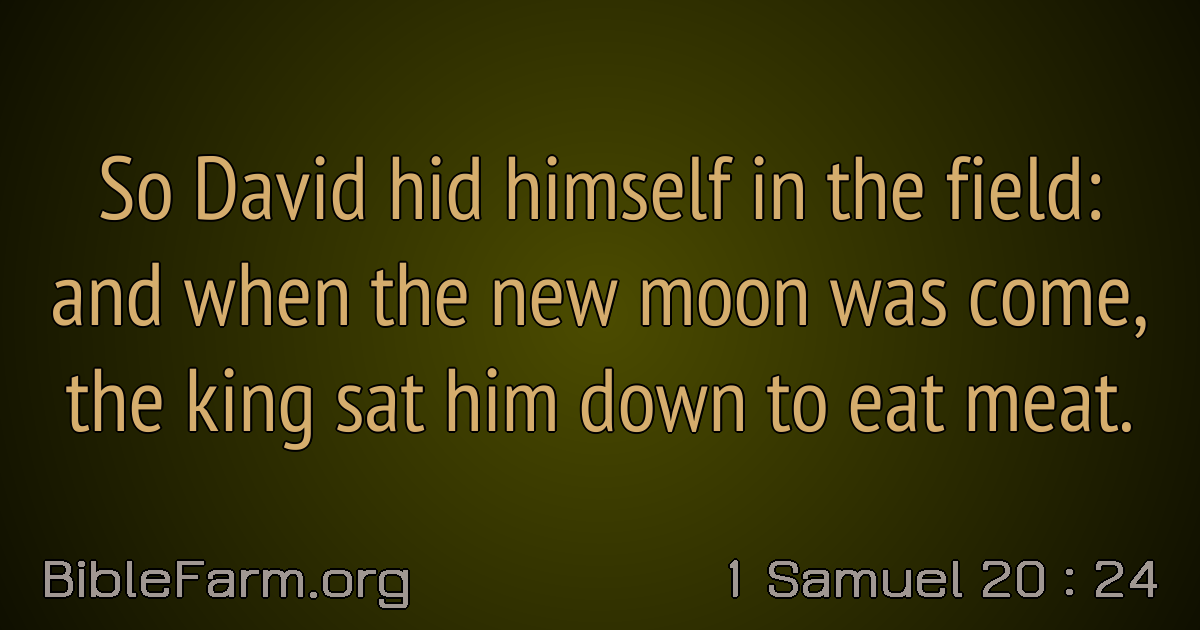 So David hid himself in the field:
and when the new moon was come,
the king sat him down to eat meat.
BibleFarm.org
1 Samuel 20 : 24